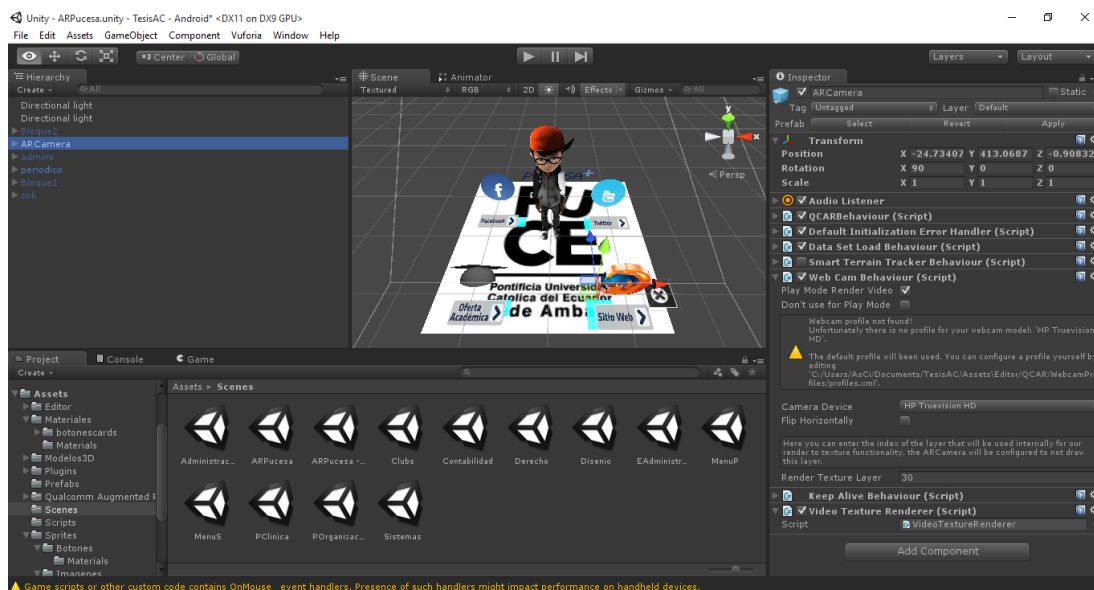 Unity - ARPucesa.unity - TesisAC - Android* <DX11 on DX9 GPU>
File Edit Assets GameObject Component Vuforia Window Help
Center Global
Layers Layout
Hierarchy
Create All
Directional light
Directional light
Bloque2
ARCamera
admins
periodico
Bloque1
coli
Scene Animator
Textured RGB 2D Effects Gizmos All
y
x
Persp
f
PUCESA
PU
CE
Facebook
Twitter
Pontificia Universid
Catolica del Ecuador
de Amb
Oferta
Académica
Sitio Web
Project Console Game
Create
Assets
Editor
Materiales
botonescards
Materials
Modelos3D
Plugins
Prefabs
Qualcomm Augmented R
Scenes
Scripts
Sprites
Botones
Materials
Imagenes
Assets Scenes
Administrac... ARPucesa ARPucesa -... Clubs Contabilidad Derecho Disenio EAdministr... MenuP
MenuS PClinica POrganizac... Sistemas
Inspector
ARCamera Static
Tag Untagged Layer Default
Prefab Select Revert Apply
Transform
Position X -24.73407 Y 413.0687 Z -0.90832
Rotation X 90 Y 0 Z 0
Scale X 1 Y 1 Z 1
Audio Listener
QCARBehaviour (Script)
Default Initialization Error Handler (Script)
Data Set Load Behaviour (Script)
Smart Terrain Tracker Behaviour (Script)
Web Cam Behaviour (Script)
Play Mode Render Video
Don't use for Play Mode
Webcam profile not found!
Unfortunately there is no profile for your webcam model: 'HP Truevision
HD'.
The default profile will been used. You can configure a profile yourself by
editing
'C:/Users/AsCi/Documents/TesisAC/Assets\Editor/QCAR/WebcamPro
files/profiles.xml'.
Camera Device HP Truevision HD
Flip Horizontally
Here you can enter the index of the layer that will be used internally for our
render to texture functionality. the ARCamera will be configured to not draw
this layer.
Render Texture Layer 30
Keep Alive Behaviour (Script)
Video Texture Renderer (Script)
Script VideoTextureRenderer
Add Component
Game scripts or other custom code contains OnMouse_ event handlers. Presence of such handlers might impact performance on handheld devices.